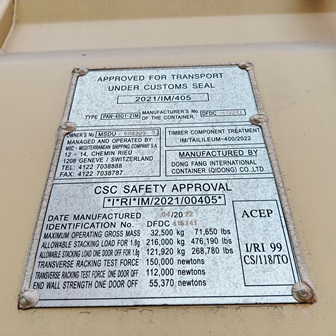 APPROVED FOR TRANSPORT
UNDER CUSTOMS SEAL
2021/IM/405
TYPE PAN-4501-21M MANUFACTURER'S No. OF THE CONTAINER DFDC
OWNER'S No MSDU
MANAGED AND OPERATED BY
MSC - MEDITERRANEAN SHIPPING COMPANY S.A.
12 - 14, CHEMIN RIEU
1208 GENEVE / SWITZERLAND
TEL: 4122 7038888
FAX: 4122 7038787
TIMBER COMPONENT TREATMENT
IM/TAILILEUM-400/2022
MANUFACTURED BY
DONG FANG INTERNATIONAL
CONTAINER (QIDONG) CO.,LTD
CSC SAFETY APPROVAL
*I*RI*IM/2021/00405*
DATE MANUFACTURED 04/2022
IDENTIFICATION No. DFDC
MAXIMUM OPERATING GROSS MASS 32,500 kg 71,650 lbs
ALLOWABLE STACKING LOAD FOR 1.8g 216,000 kg 476,190 lbs
ALLOWABLE STACKING LOAD ONE DOOR OFF FOR 1.8g 121,920 kg 268,780 lbs
TRANSVERSE RACKING TEST FORCE 150,000 newtons
TRANSVERSE RACKING TEST FORCE ONE DOOR OFF 112,000 newtons
END WALL STRENGTH ONE DOOR OFF 55,370 newtons
ACEP
I/RI 99
CS/118/TO